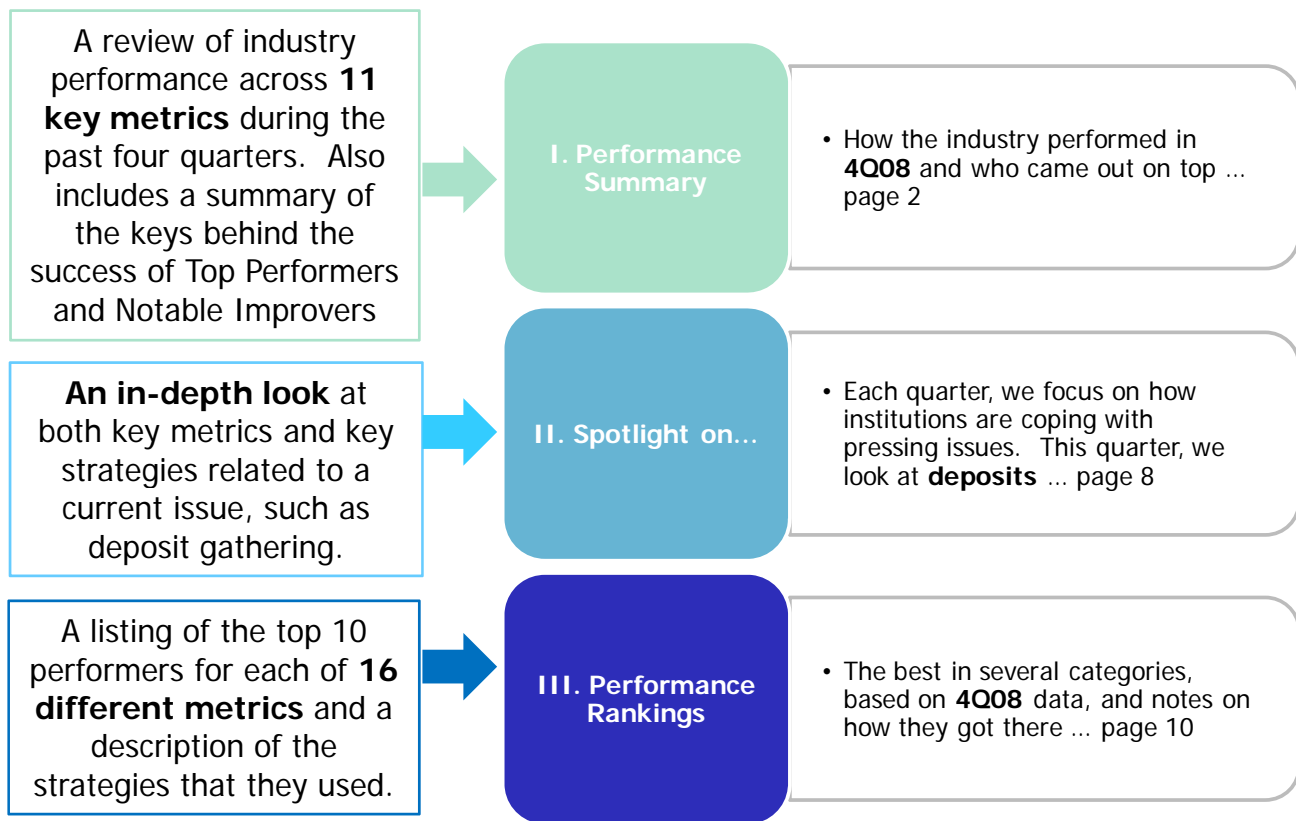 A review of industry
performance across 11
key metrics during the
past four quarters.  Also
includes a summary of
the keys behind the
success of Top Performers
and Notable Improvers
I. Performance
Summary
• How the industry performed in
4Q08 and who came out on top ...
page 2
An in-depth look at
both key metrics and key
strategies related to a
current issue, such as
deposit gathering.
II. Spotlight on...
• Each quarter, we focus on how
institutions are coping with
pressing issues.  This quarter, we
look at deposits ... page 8
A listing of the top 10
performers for each of 16
different metrics and a
description of the
strategies that they used.
III. Performance
Rankings
• The best in several categories,
based on 4Q08 data, and notes on
how they got there ... page 10